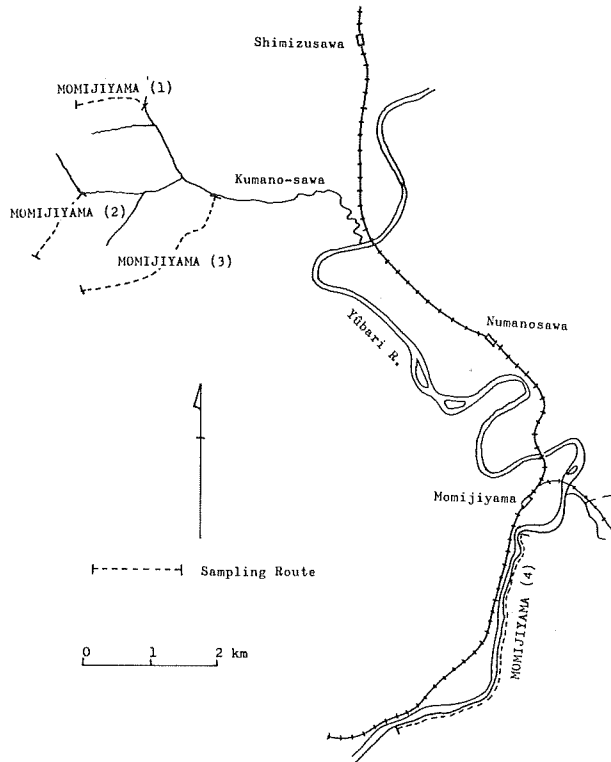 Shimizusawa
MOMIJIYAMA (1)
Kumano-sawa
MOMIJIYAMA (2)
MOMIJIYAMA (3)
Yûbari R.
Numanosawa
Momijiyama
Sampling Route
MOMIJIYAMA (4)
0 1 2 km